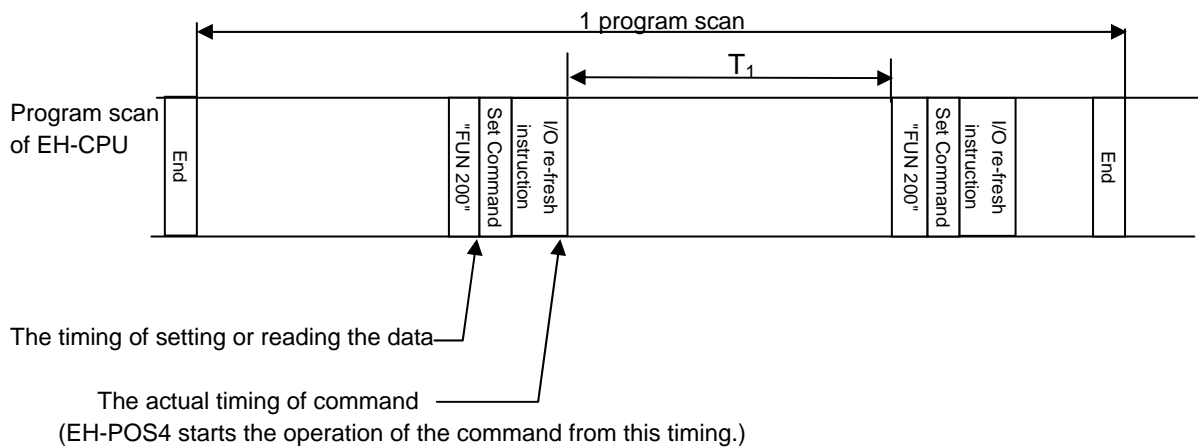 1 program scan
T1
Program scan
of EH-CPU
End
"FUN 200"
Set Command
I/O re-fresh
instruction
"FUN 200"
Set Command
I/O re-fresh
instruction
End
The timing of setting or reading the data
The actual timing of command
(EH-POS4 starts the operation of the command from this timing.)